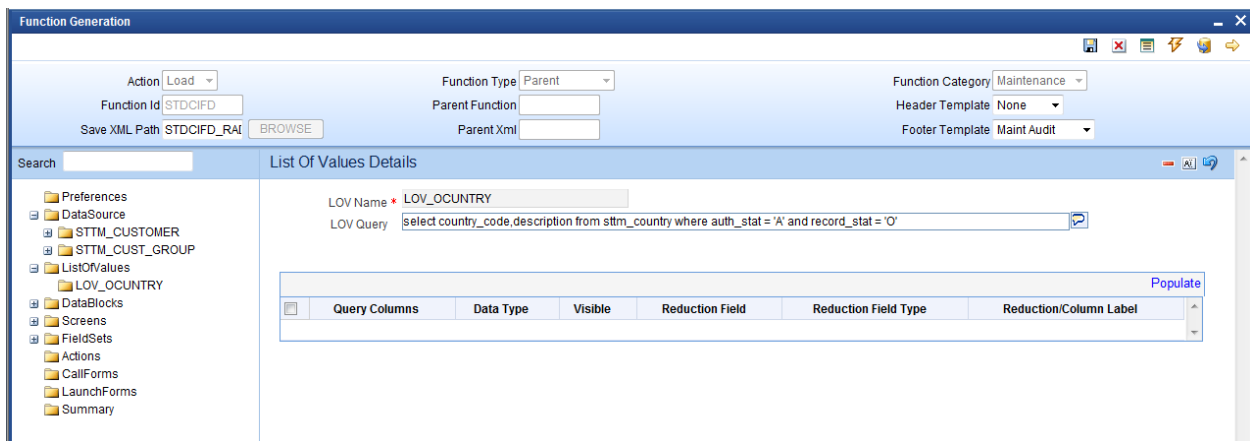 Function Generation
Action Load
Function Type Parent
Function Category Maintenance
Function Id STDCIFD
Parent Function
Header Template None
Save XML Path STDCIFD_RAD BROWSE
Parent Xml
Footer Template Maint Audit
Search
List Of Values Details
Preferences
DataSource
STTM_CUSTOMER
STTM_CUST_GROUP
ListOfValues
LOV_OCUNTRY
DataBlocks
Screens
FieldSets
Actions
CallForms
LaunchForms
Summary
LOV Name * LOV_OCUNTRY
LOV Query select country_code,description from sttm_country where auth_stat = 'A' and record_stat = 'O'
Populate
Query Columns Data Type Visible Reduction Field Reduction Field Type Reduction/Column Label